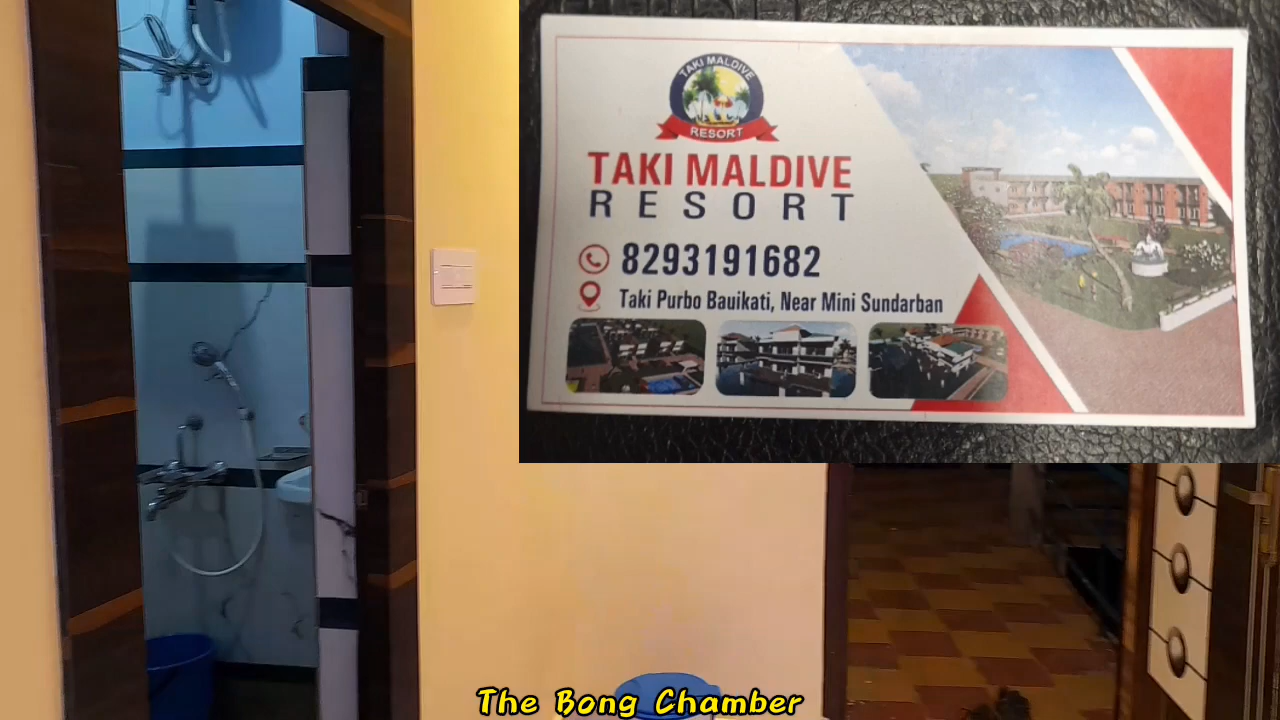 TAKI MALDIVE
RESORT
TAKI MALDIVE
RESORT
8293191682
Taki Purbo Bauikati, Near Mini Sundarban
The Bong Chamber